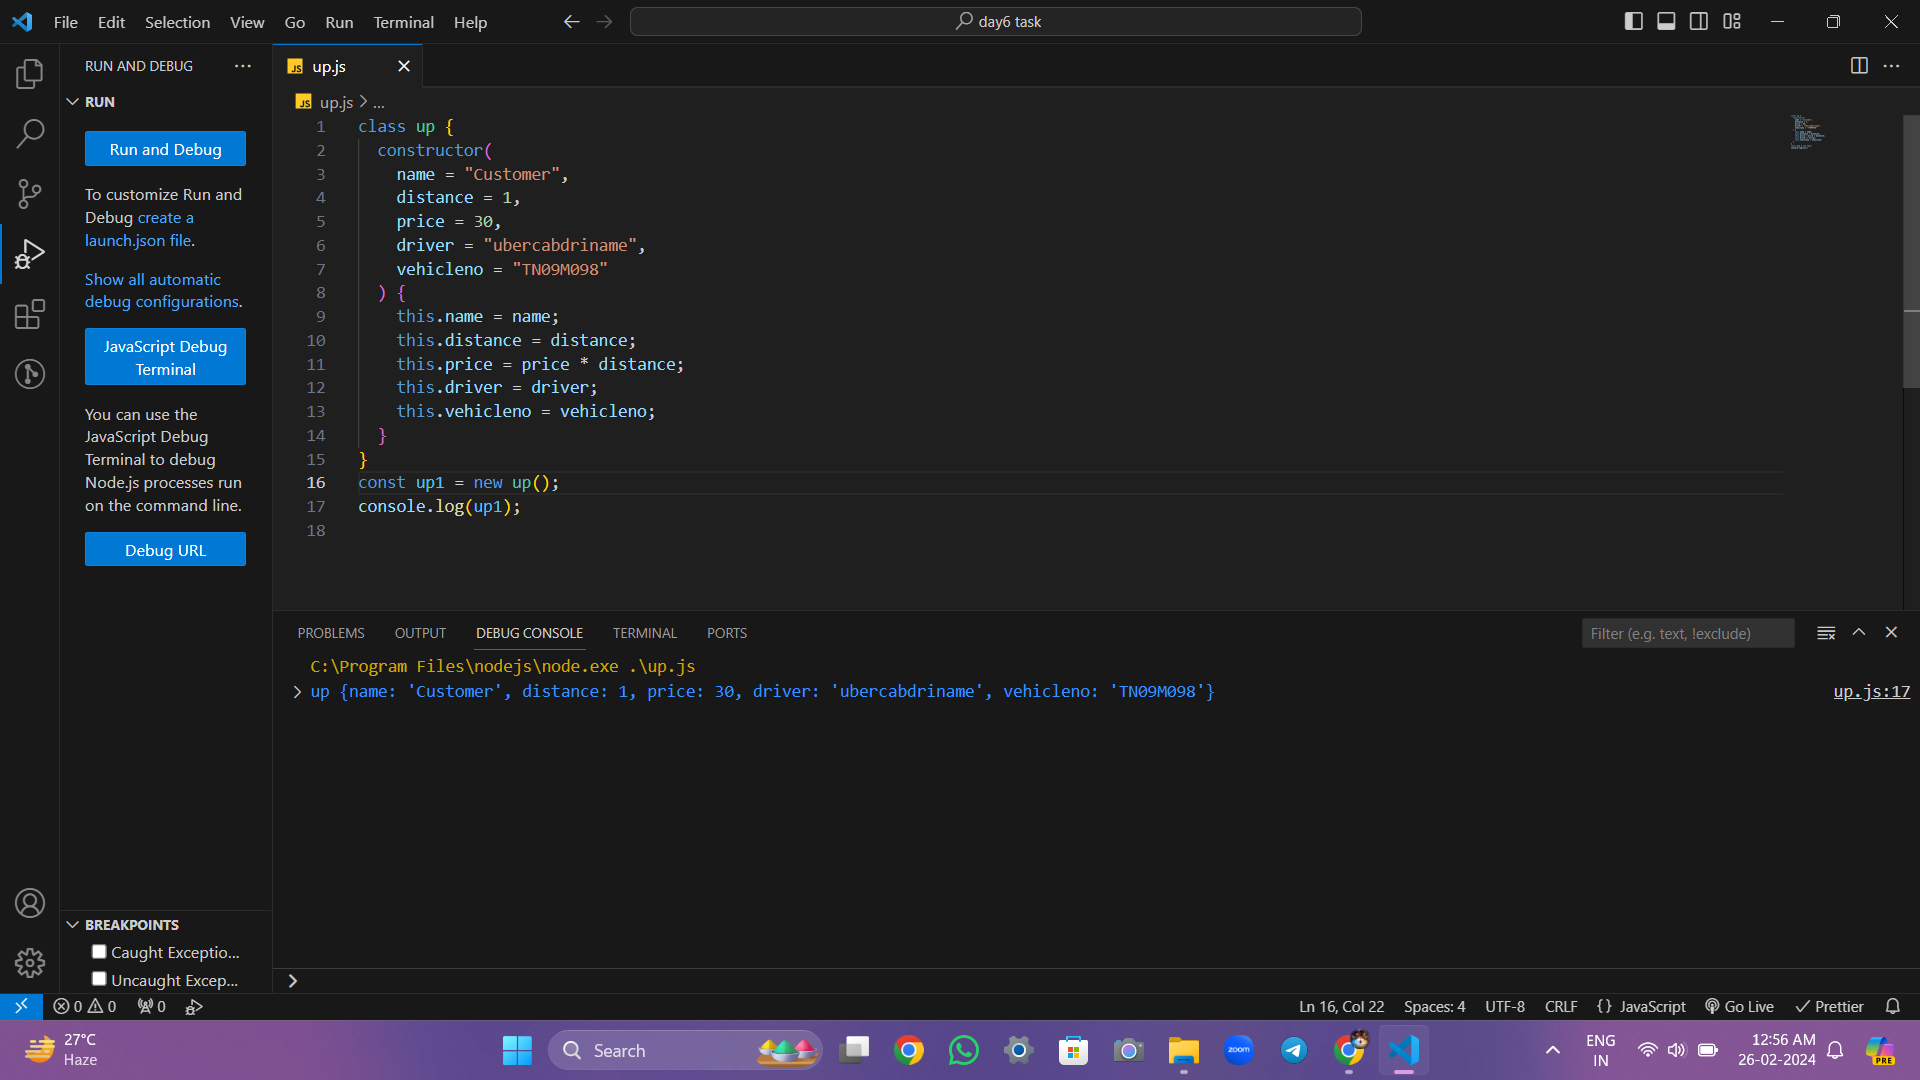 File Edit Selection View Go Run Terminal Help
day6 task
RUN AND DEBUG
RUN
Run and Debug
To customize Run and
Debug create a
launch.json file.
Show all automatic
debug configurations.
JavaScript Debug
Terminal
You can use the
JavaScript Debug
Terminal to debug
Node.js processes run
on the command line.
Debug URL
BREAKPOINTS
Caught Exceptio...
Uncaught Excep...
JS up.js
JS up.js > ...
1 class up {
2 constructor(
3 name = "Customer",
4 distance = 1,
5 price = 30,
6 driver = "ubercabdriname",
7 vehicleno = "TN09M098"
8 ) {
9 this.name = name;
10 this.distance = distance;
11 this.price = price * distance;
12 this.driver = driver;
13 this.vehicleno = vehicleno;
14 }
15 }
16 const up1 = new up();
17 console.log(up1);
18
PROBLEMS OUTPUT DEBUG CONSOLE TERMINAL PORTS
Filter (e.g. text, !exclude)
C:\Program Files\nodejs\node.exe .\up.js
> up {name: 'Customer', distance: 1, price: 30, driver: 'ubercabdriname', vehicleno: 'TN09M098'} up.js:17
>
0 0 0
Ln 16, Col 22 Spaces: 4 UTF-8 CRLF {} JavaScript Go Live Prettier
27°C
Haze
Search
zoom
ENG
IN
12:56 AM
26-02-2024
PRE